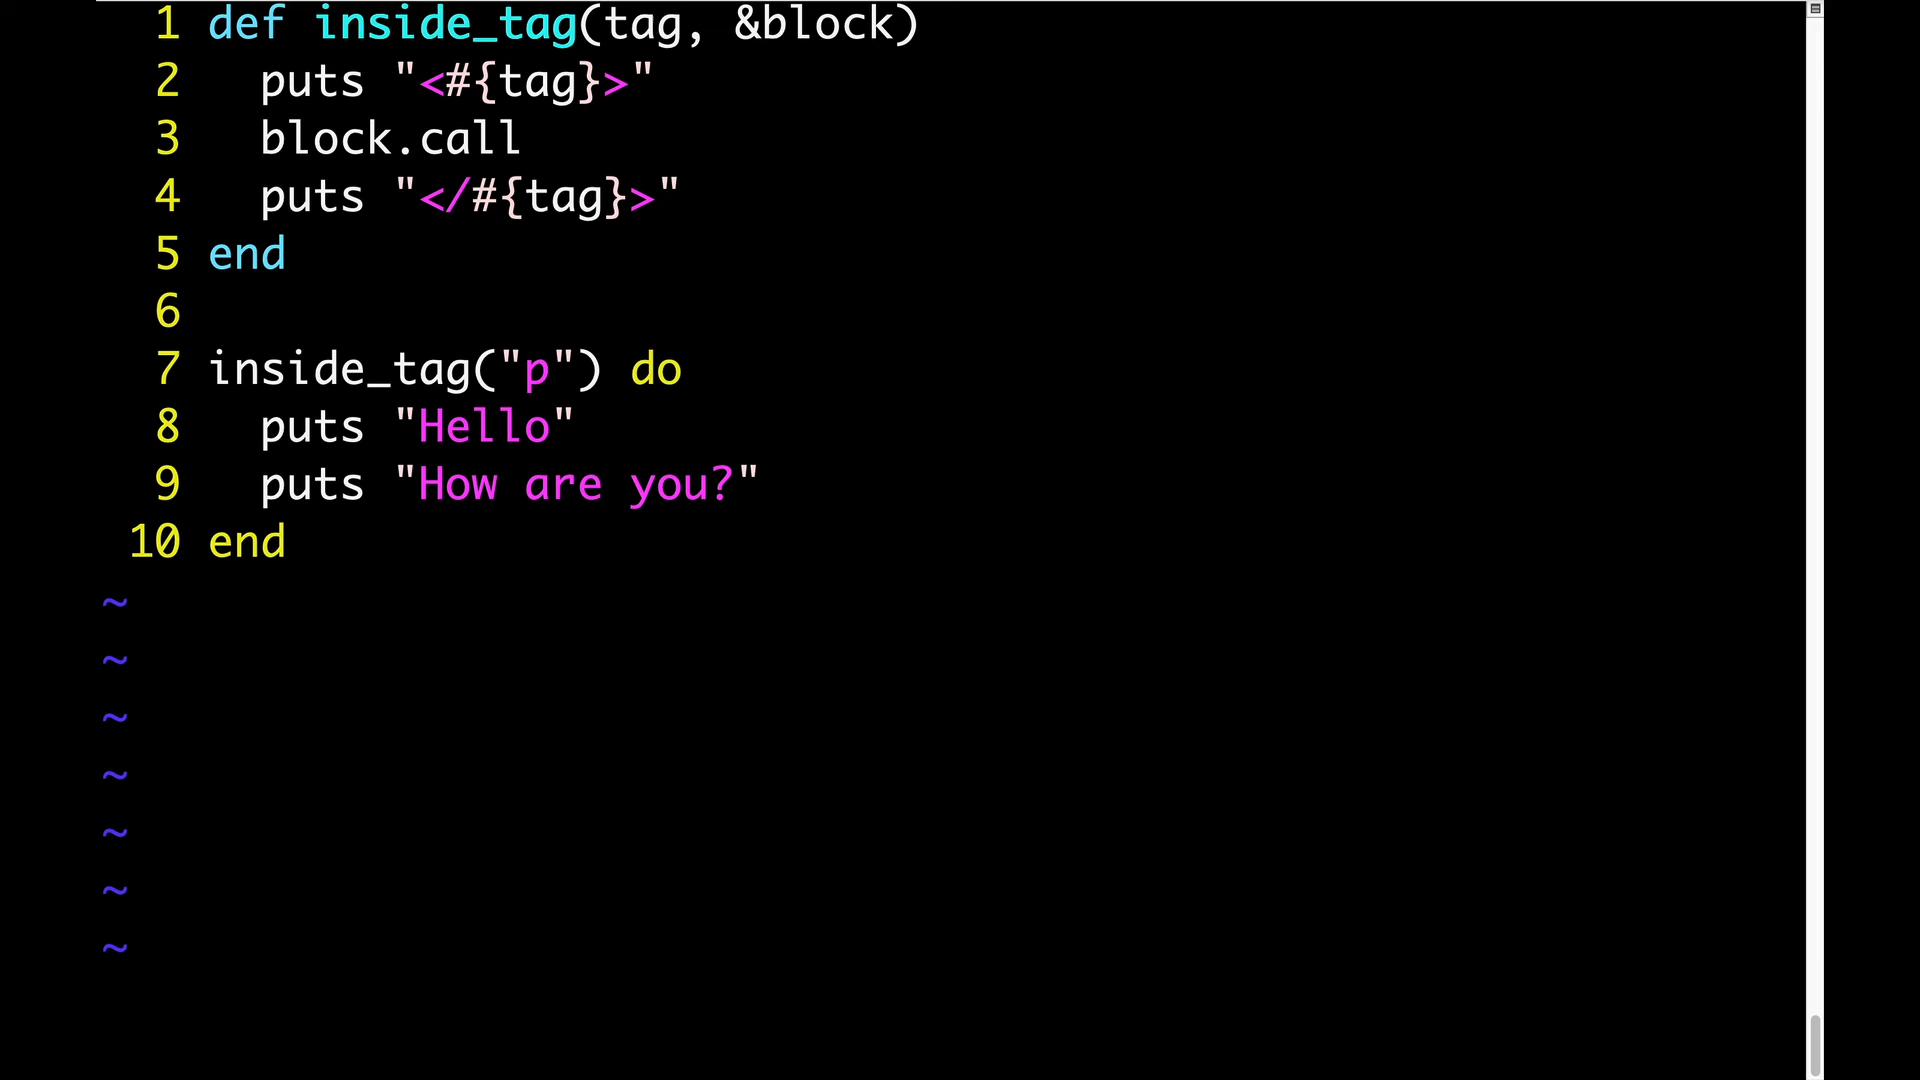 1 def inside_tag(tag, &block)
2   puts "<#{tag}>"
3   block.call
4   puts "</#{tag}>"
5 end
6
7 inside_tag("p") do
8   puts "Hello"
9   puts "How are you?"
10 end
~
~
~
~
~
~
~